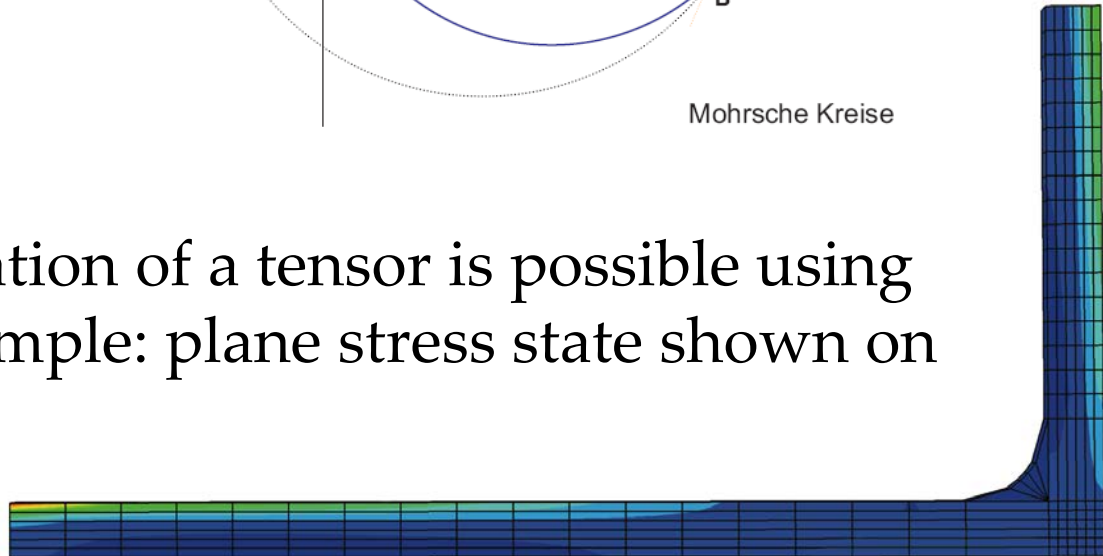 B
Mohrsche Kreise
ation of a tensor is possible using
mple: plane stress state shown on